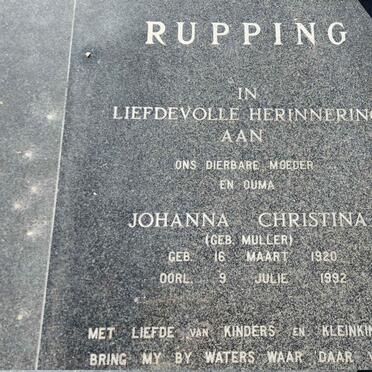 RUPPING
IN
LIEFDEVOLLE HERINNERING
AAN
ONS DIERBARE MOEDER
EN OUMA
JOHANNA CHRISTINA
(GEB. MULLER)
GEB. 16 MAART 1920
OORL. 9 JULIE 1992
MET LIEFDE VAN KINDERS EN KLEINKIN
BRING MY BY WATERS WAAR DAAR V